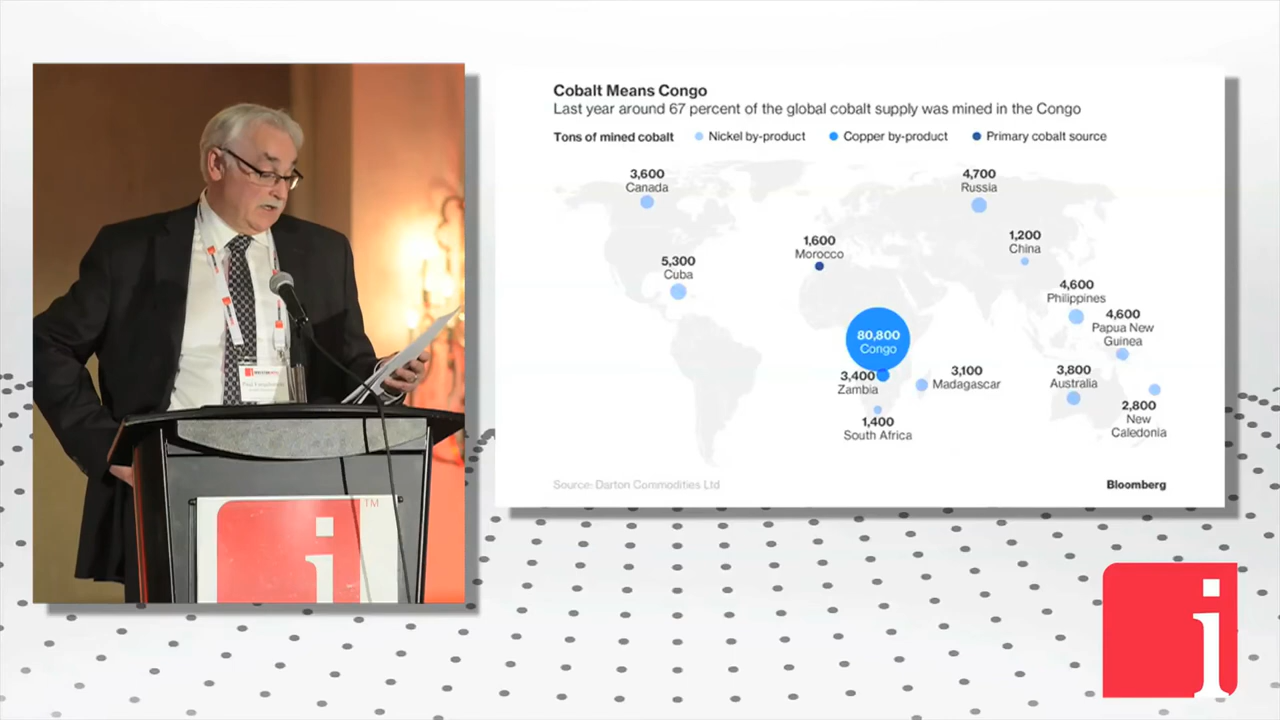 Cobalt Means Congo
Last year around 67 percent of the global cobalt supply was mined in the Congo
Tons of mined cobalt
Nickel by-product
Copper by-product
Primary cobalt source
3,600
Canada
4,700
Russia
1,600
Morocco
1,200
China
5,300
Cuba
4,600
Philippines
4,600
Papua New
Guinea
80,800
Congo
3,400
Zambia
3,100
Madagascar
3,800
Australia
1,400
South Africa
2,800
New
Caledonia
Source: Darton Commodities Ltd
Bloomberg
i
TM
i